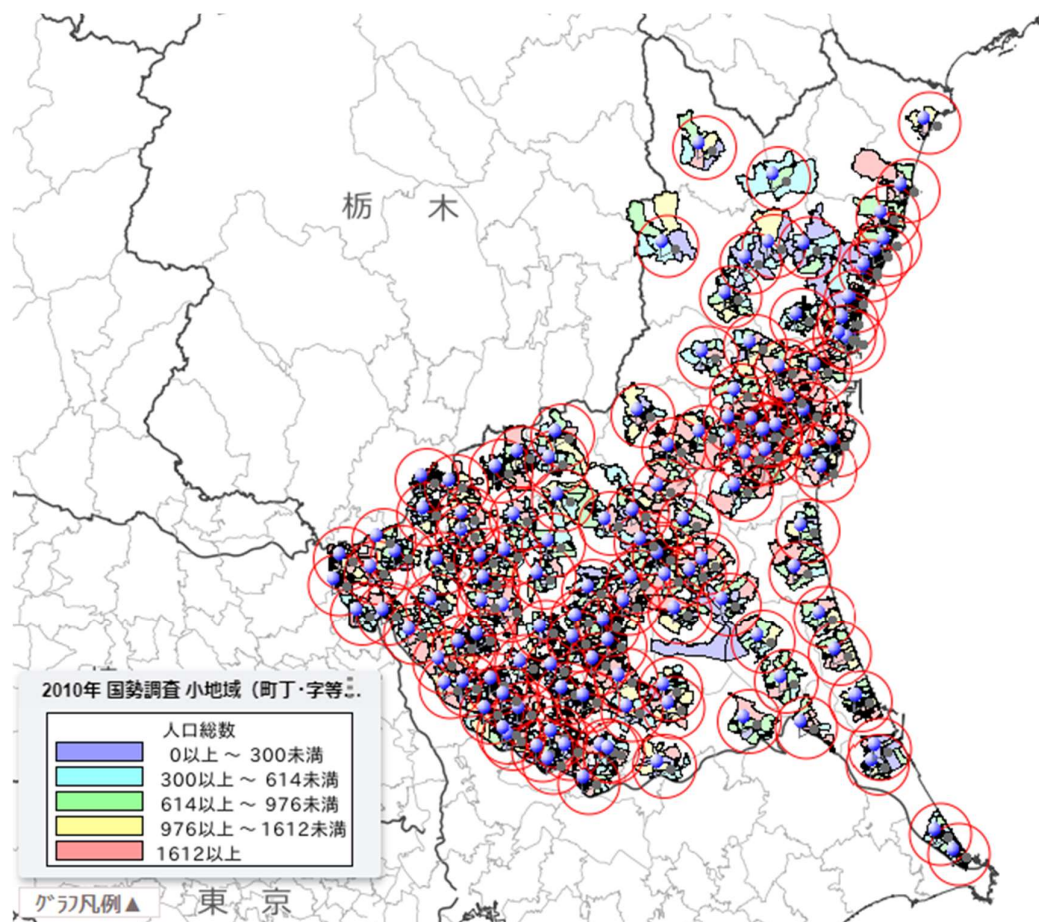 栃 木
2010年 国勢調査 小地域（町丁・字等...
人口総数
0以上 ～ 300未満
300以上 ～ 614未満
614以上 ～ 976未満
976以上 ～ 1612未満
1612以上
グラフ凡例▲
東 京